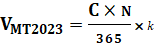 V_MT2023 = (C × N) / 365 × k